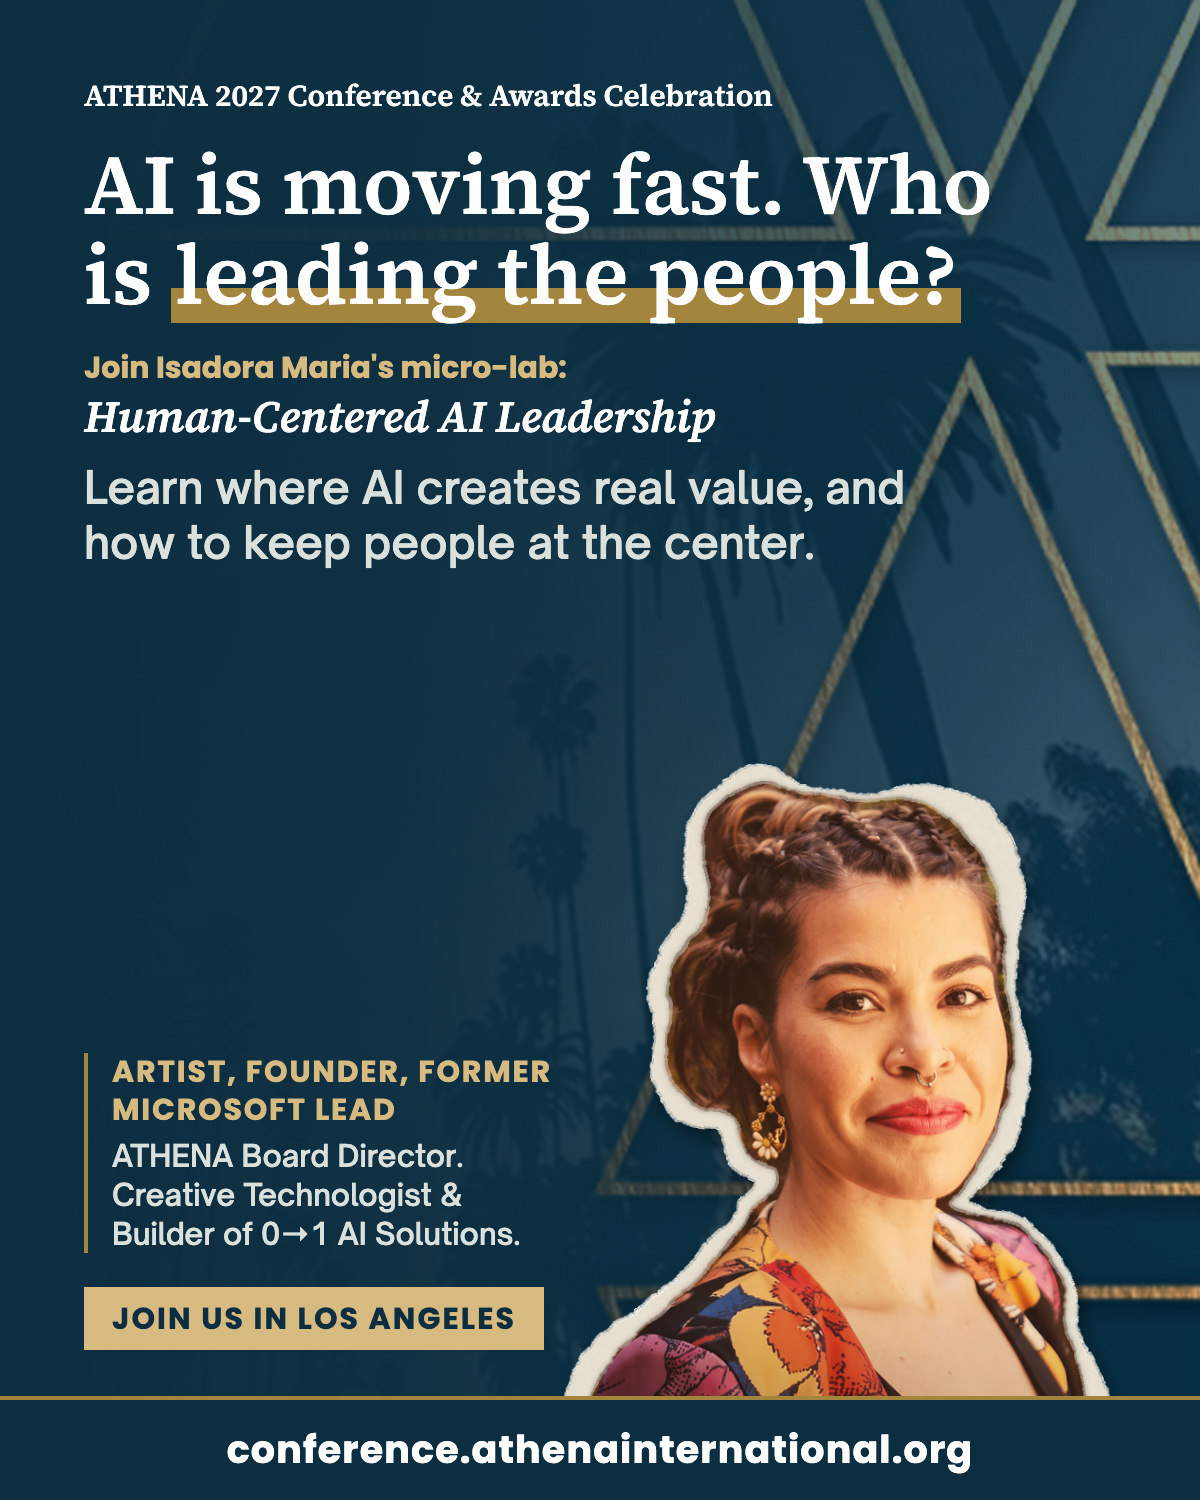 ATHENA 2027 Conference & Awards Celebration
AI is moving fast. Who
is leading the people?
Join Isadora Maria's micro-lab:
Human-Centered AI Leadership
Learn where AI creates real value, and
how to keep people at the center.
ARTIST, FOUNDER, FORMER
MICROSOFT LEAD
ATHENA Board Director.
Creative Technologist &
Builder of 0→1 AI Solutions.
JOIN US IN LOS ANGELES
conference.athenainternational.org